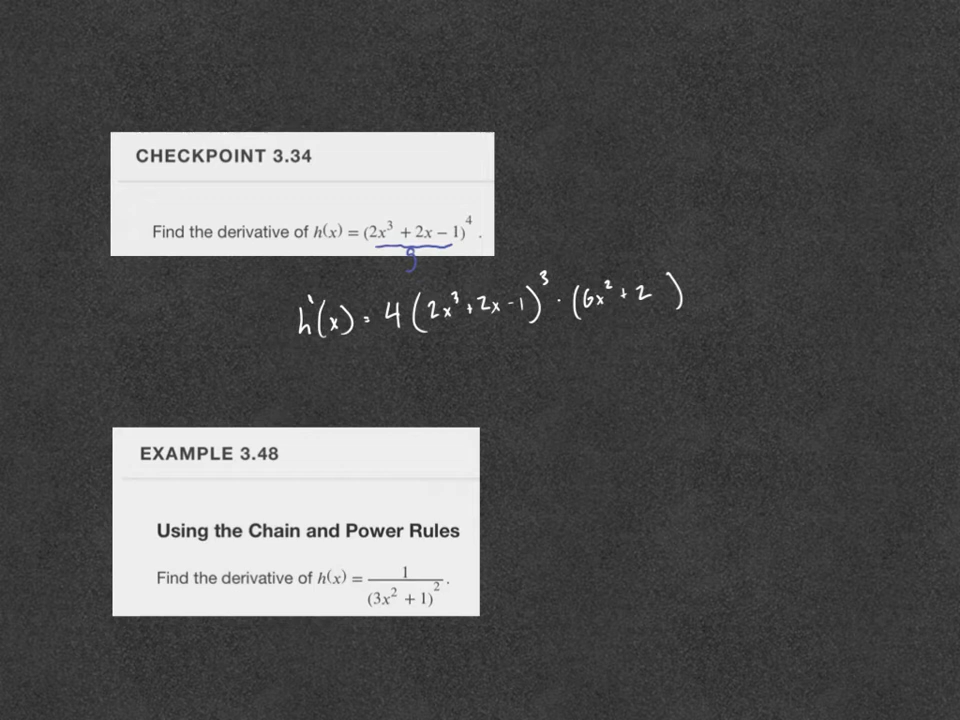 CHECKPOINT 3.34
Find the derivative of h(x) = (2x³ + 2x − 1)⁴.
g
h'(x) = 4(2x³+2x-1)³ · (6x²+2)
EXAMPLE 3.48
Using the Chain and Power Rules
Find the derivative of h(x) = 1/(3x² + 1)².